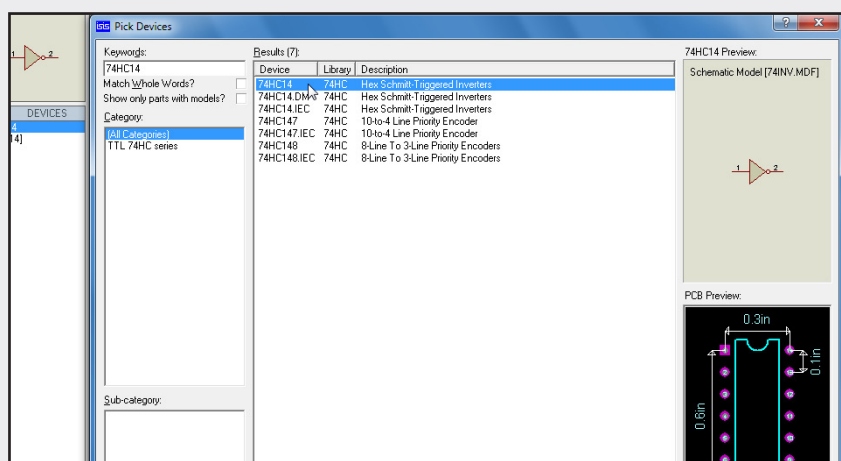 isis Pick Devices
?
X
1 2
DEVICES
4
14]
Keywords:
74HC14
Match Whole Words?
Show only parts with models?
Category:
(All Categories)
TTL 74HC series
Sub-category:
Results (7):
Device Library Description
74HC14 74HC Hex Schmitt-Triggered Inverters
74HC14.DM 74HC Hex Schmitt-Triggered Inverters
74HC14.IEC 74HC Hex Schmitt-Triggered Inverters
74HC147 74HC 10-to-4 Line Priority Encoder
74HC147.IEC 74HC 10-to-4 Line Priority Encoder
74HC148 74HC 8-Line To 3-Line Priority Encoders
74HC148.IEC 74HC 8-Line To 3-Line Priority Encoders
74HC14 Preview:
Schematic Model [74INV.MDF]
1 2
PCB Preview:
0.3in
0.1in
0.6in